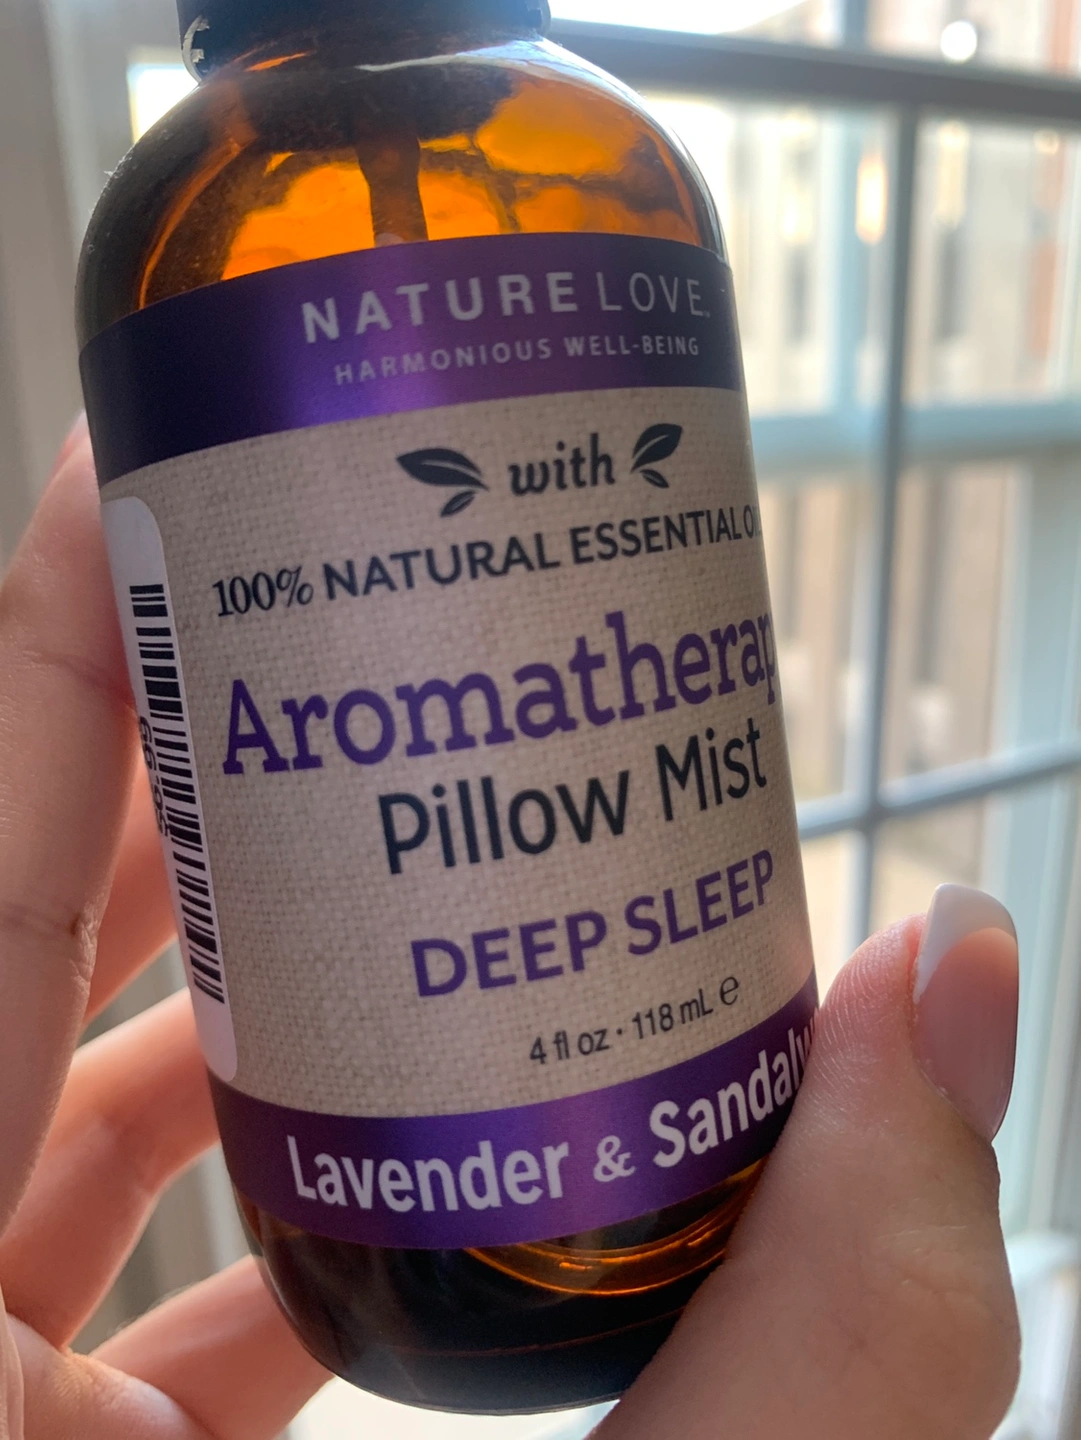 NATURE LOVE
HARMONIOUS WELL-BEING
with
100% NATURAL ESSENTIAL
Aromatherap
Pillow Mist
DEEP SLEEP
4 fl oz · 118 mL ℮
Lavender & Sandalw